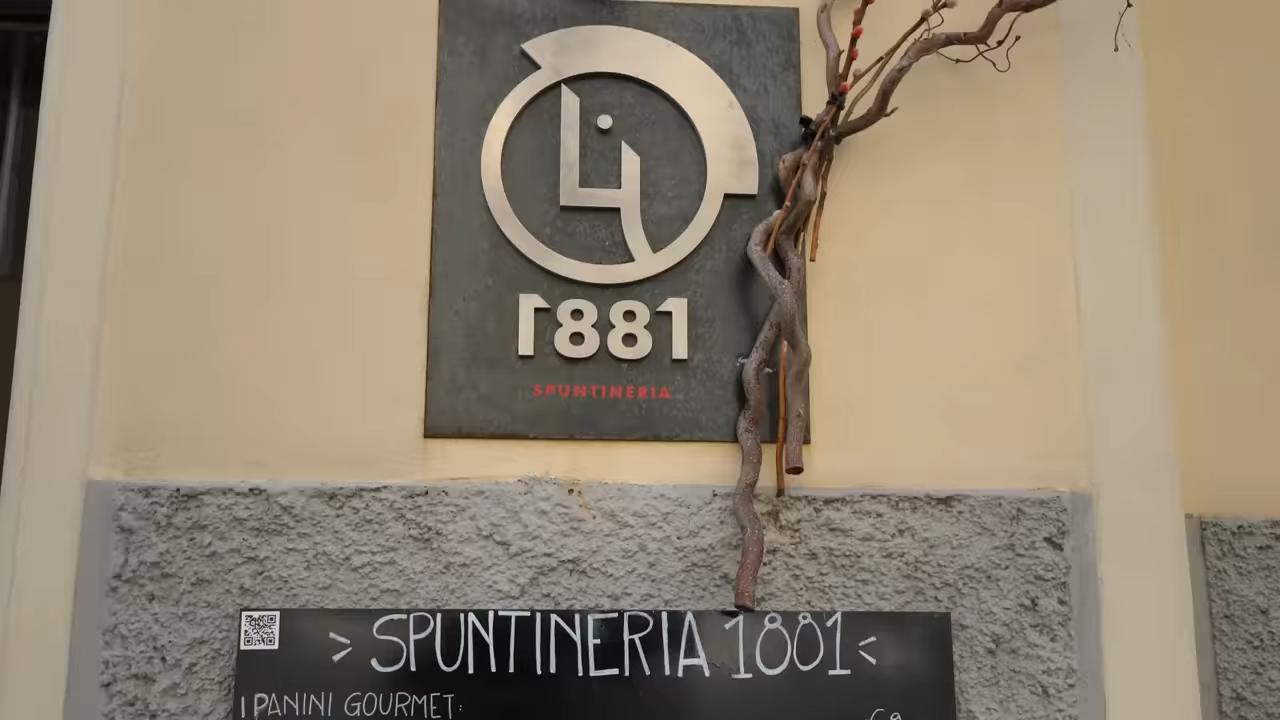 1881
SPUNTINERIA
> SPUNTINERIA 1881 <
I PANINI GOURMET: